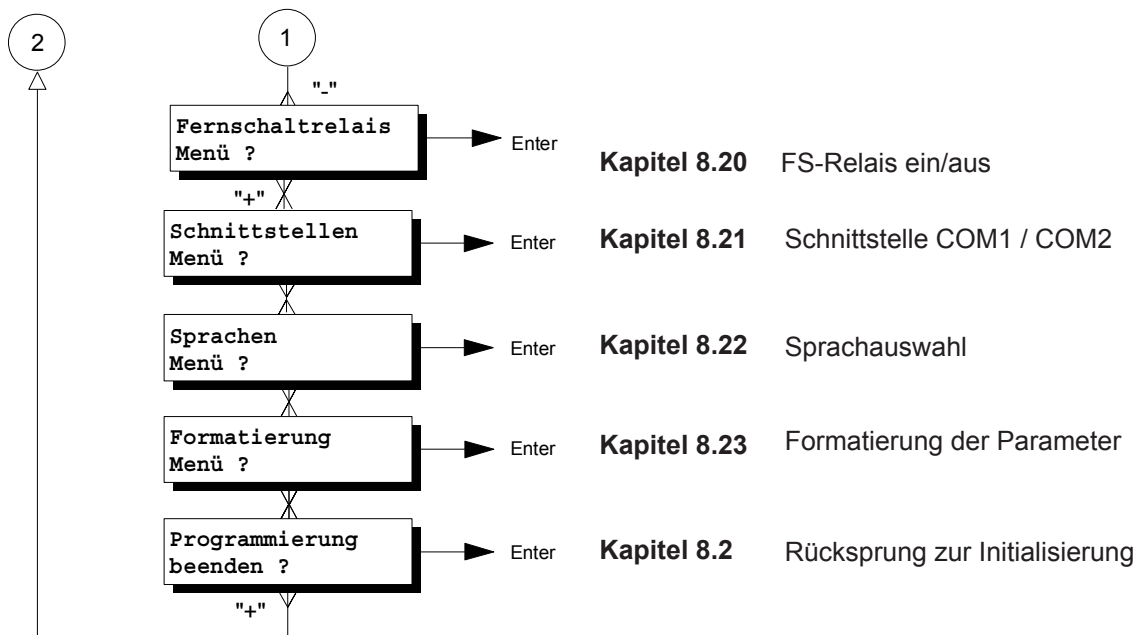 2
1
"-"
Fernschaltrelais
Menü ?
Enter
Kapitel 8.20 FS-Relais ein/aus
"+"
Schnittstellen
Menü ?
Enter
Kapitel 8.21 Schnittstelle COM1 / COM2
Sprachen
Menü ?
Enter
Kapitel 8.22 Sprachauswahl
Formatierung
Menü ?
Enter
Kapitel 8.23 Formatierung der Parameter
Programmierung
beenden ?
Enter
Kapitel 8.2 Rücksprung zur Initialisierung
"+"